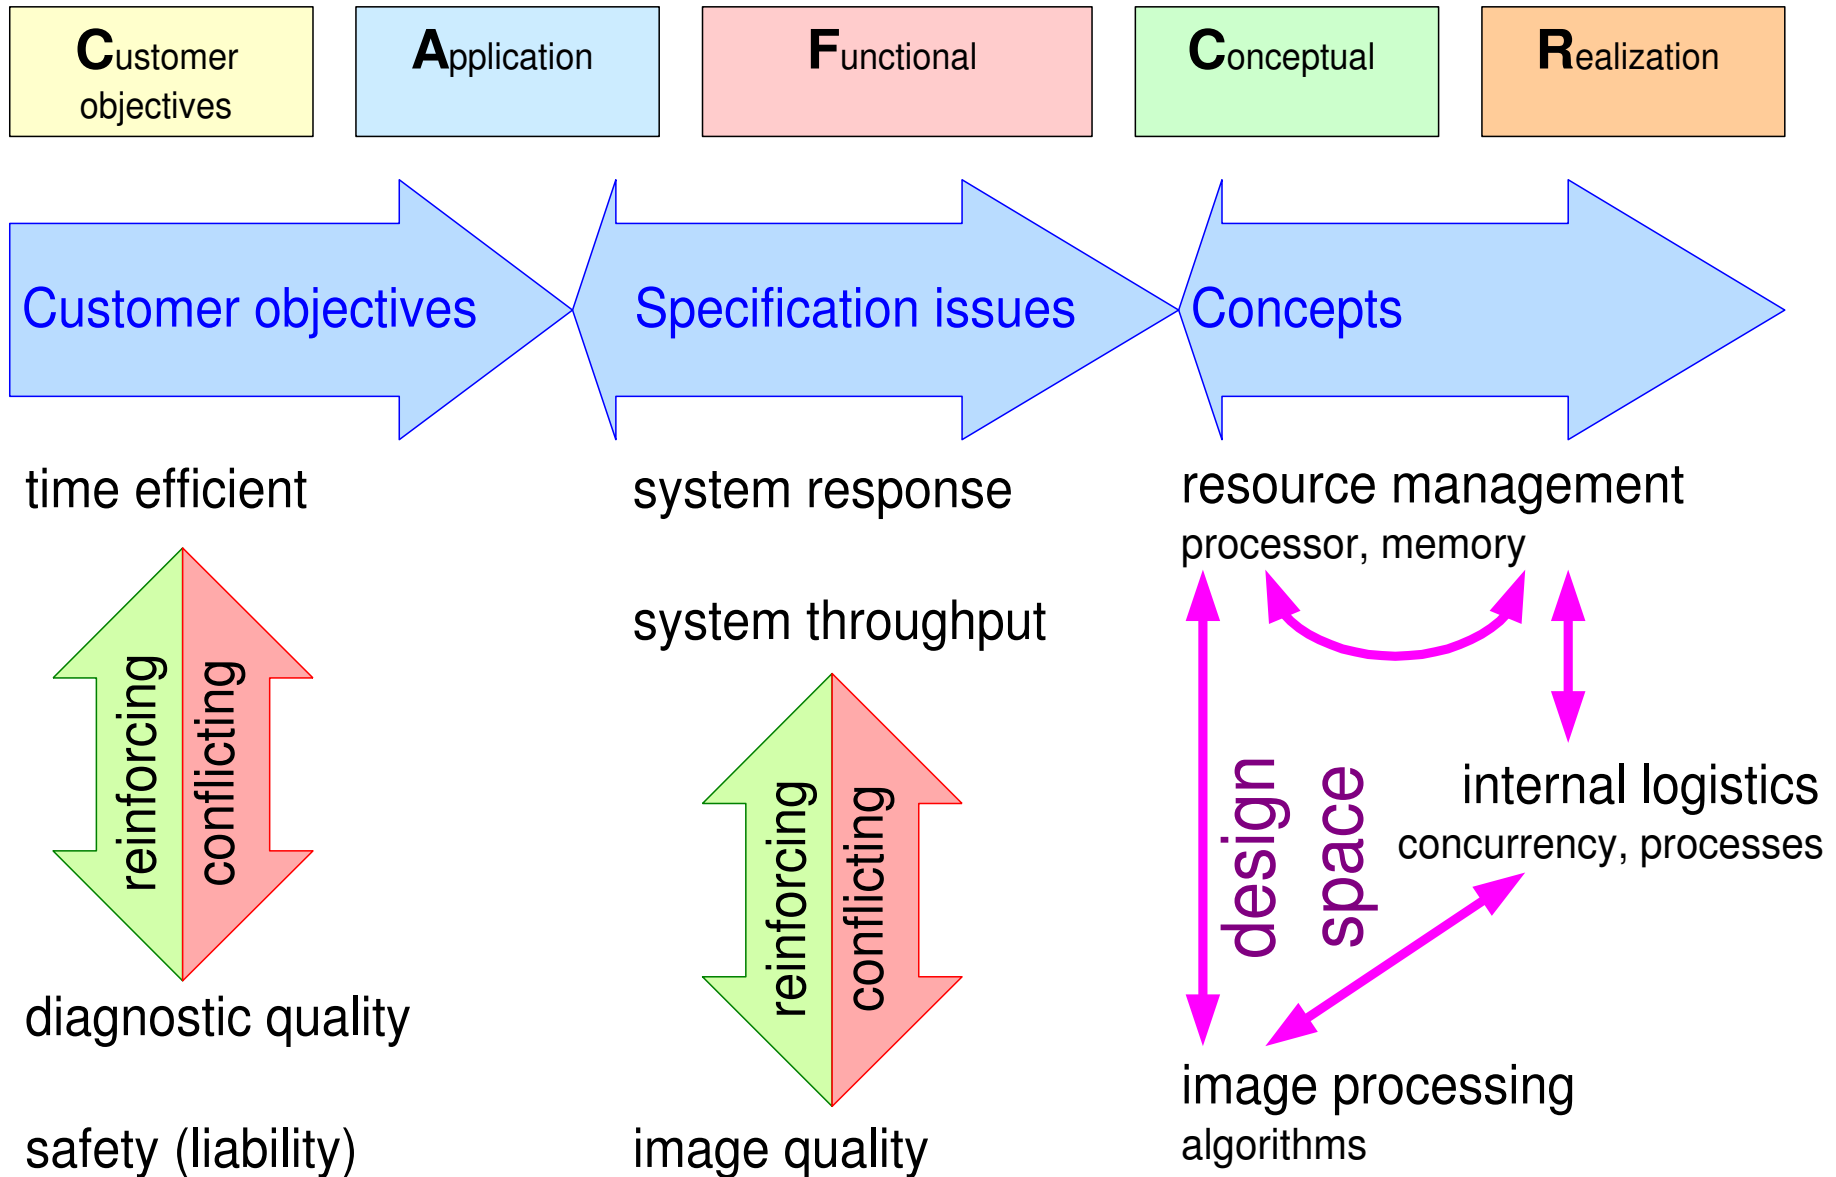 Customer
objectives
Application
Functional
Conceptual
Realization
Customer objectives
Specification issues
Concepts
time efficient
reinforcing
conflicting
diagnostic quality
safety (liability)
system response
system throughput
reinforcing
conflicting
image quality
resource management
processor, memory
design
space
internal logistics
concurrency, processes
image processing
algorithms